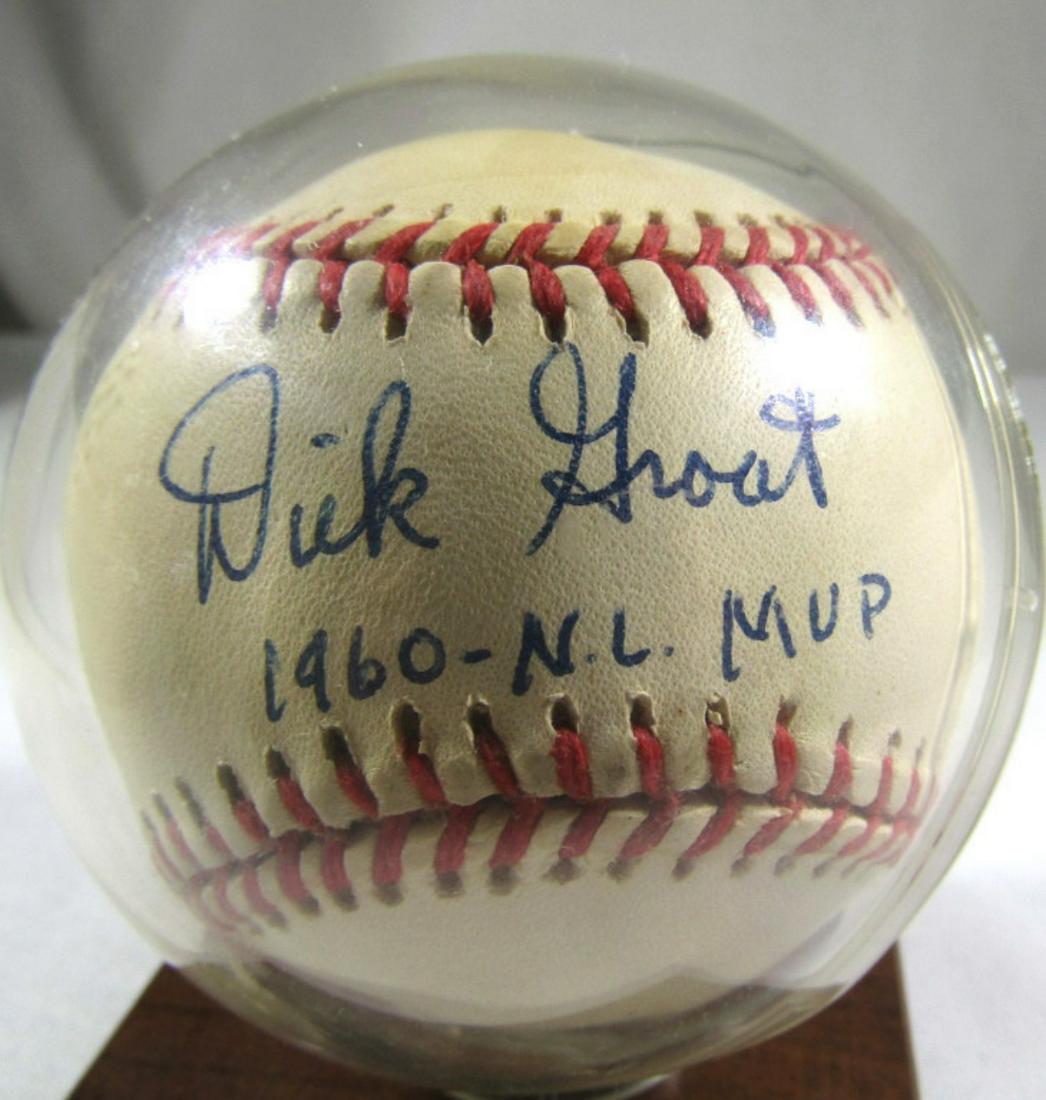 Dick Groat
1960-N.L. MVP